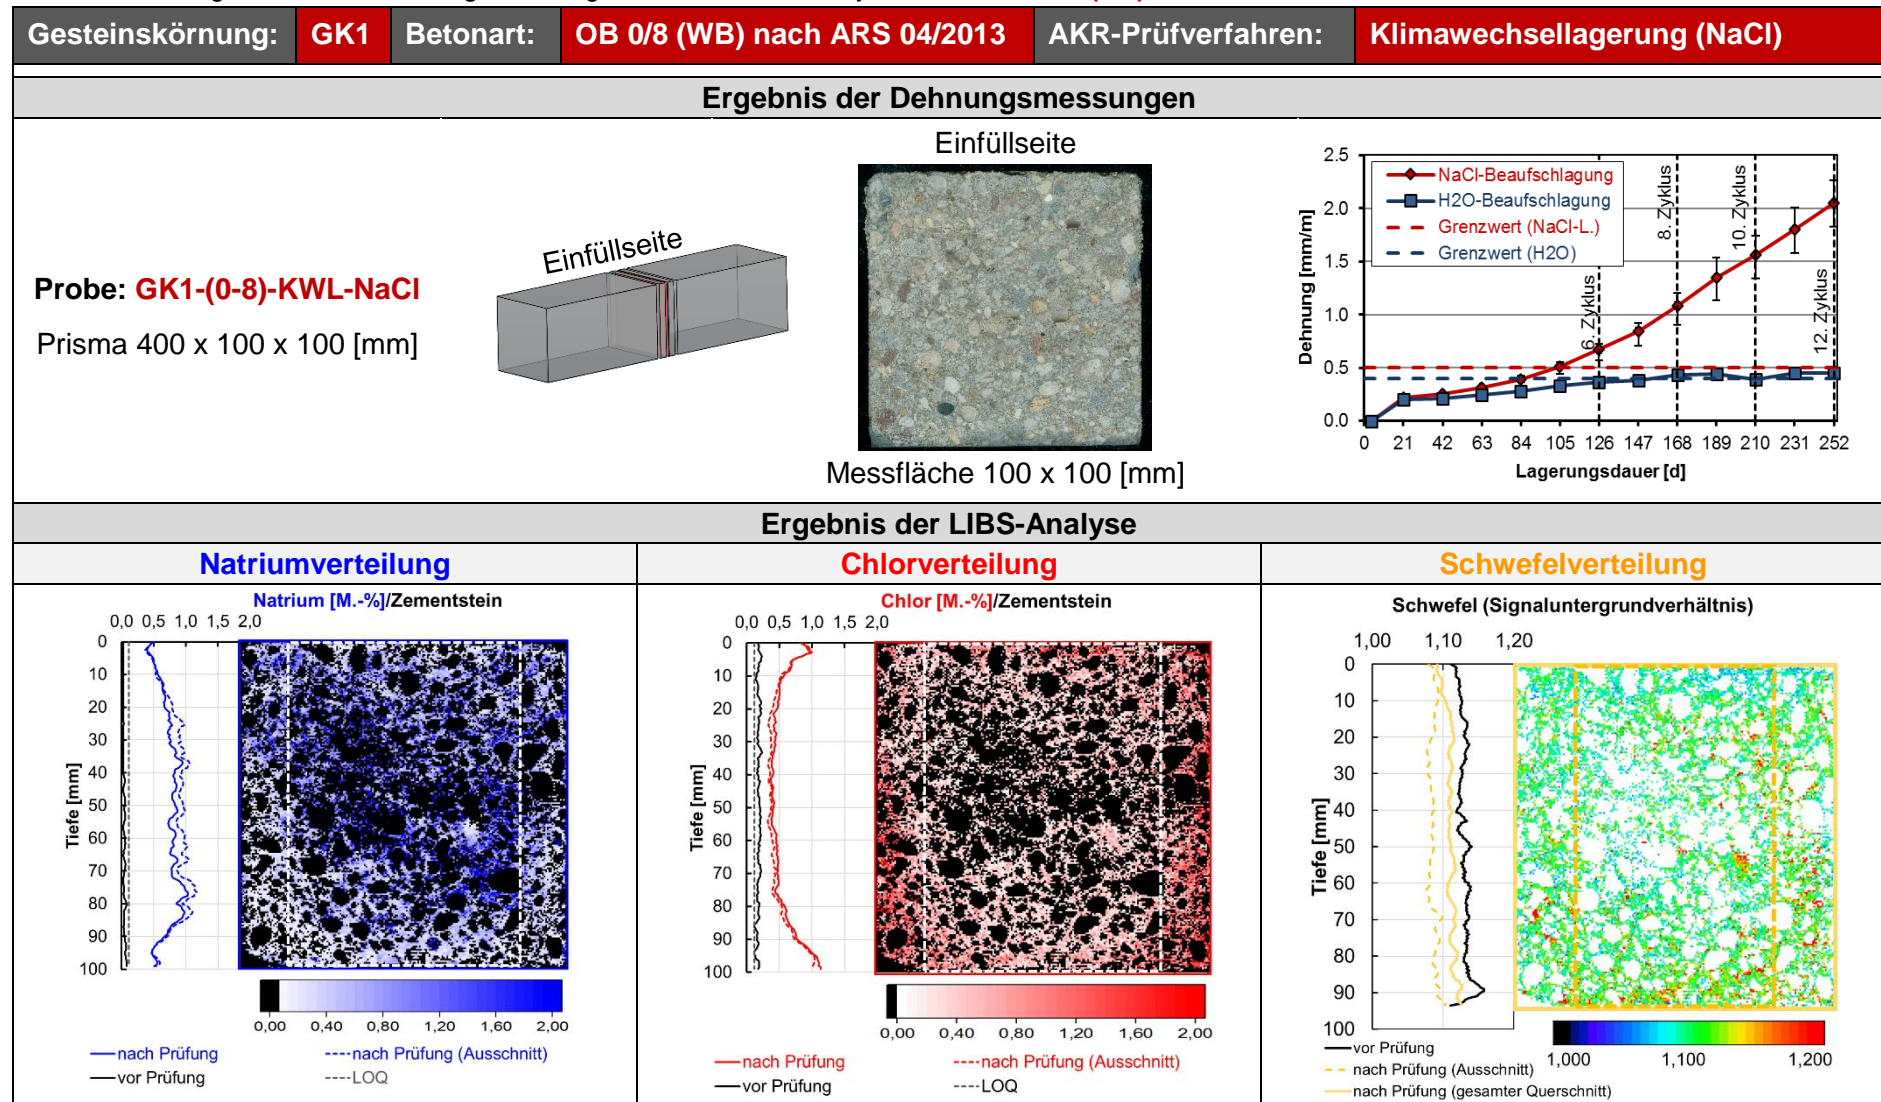 Gesteinskörnung: GK1 Betonart: OB 0/8 (WB) nach ARS 04/2013 AKR-Prüfverfahren: Klimawechsellagerung (NaCl)
Ergebnis der Dehnungsmessungen
Probe: GK1-(0-8)-KWL-NaCl
Prisma 400 x 100 x 100 [mm]
Einfüllseite
Einfüllseite
Messfläche 100 x 100 [mm]
Dehnung [mm/m]
2.5
2.0
1.5
1.0
0.5
0.0
NaCl-Beaufschlagung
H2O-Beaufschlagung
Grenzwert (NaCl-L.)
Grenzwert (H2O)
6. Zyklus
8. Zyklus
10. Zyklus
12. Zyklus
0 21 42 63 84 105 126 147 168 189 210 231 252
Lagerungsdauer [d]
Ergebnis der LIBS-Analyse
Natriumverteilung
Natrium [M.-%]/Zementstein
0,0 0,5 1,0 1,5 2,0
Tiefe [mm]
0
10
20
30
40
50
60
70
80
90
100
0,00 0,40 0,80 1,20 1,60 2,00
nach Prüfung
nach Prüfung (Ausschnitt)
vor Prüfung
LOQ
Chlorverteilung
Chlor [M.-%]/Zementstein
0,0 0,5 1,0 1,5 2,0
Tiefe [mm]
0
10
20
30
40
50
60
70
80
90
100
0,00 0,40 0,80 1,20 1,60 2,00
nach Prüfung
nach Prüfung (Ausschnitt)
vor Prüfung
LOQ
Schwefelverteilung
Schwefel (Signaluntergrundverhältnis)
1,00 1,10 1,20
Tiefe [mm]
0
10
20
30
40
50
60
70
80
90
100
1,000 1,100 1,200
vor Prüfung
nach Prüfung (Ausschnitt)
nach Prüfung (gesamter Querschnitt)